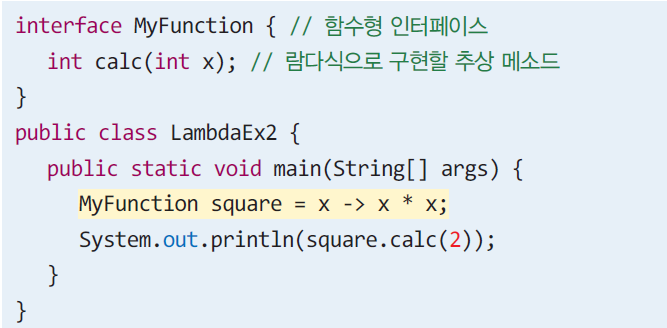 interface MyFunction { // 함수형 인터페이스
int calc(int x); // 람다식으로 구현할 추상 메소드
}
public class LambdaEx2 {
public static void main(String[] args) {
MyFunction square = x -> x * x;
System.out.println(square.calc(2));
}
}